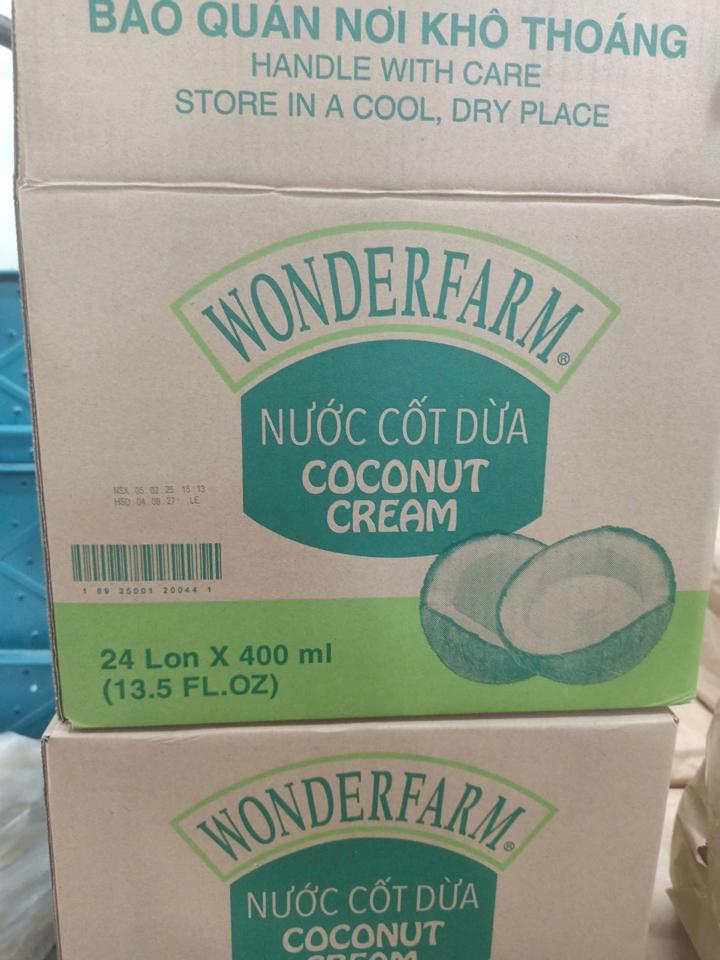 BẢO QUẢN NƠI KHÔ THOÁNG
HANDLE WITH CARE
STORE IN A COOL, DRY PLACE
WONDERFARM®
NƯỚC CỐT DỪA
COCONUT
CREAM
NSX 05 02 25 15:13
HSD 04 08 27 LE
1 89 35001 20044 1
24 Lon X 400 ml
(13.5 FL.OZ)
WONDERFARM®
NƯỚC CỐT DỪA
COCONUT
CREAM